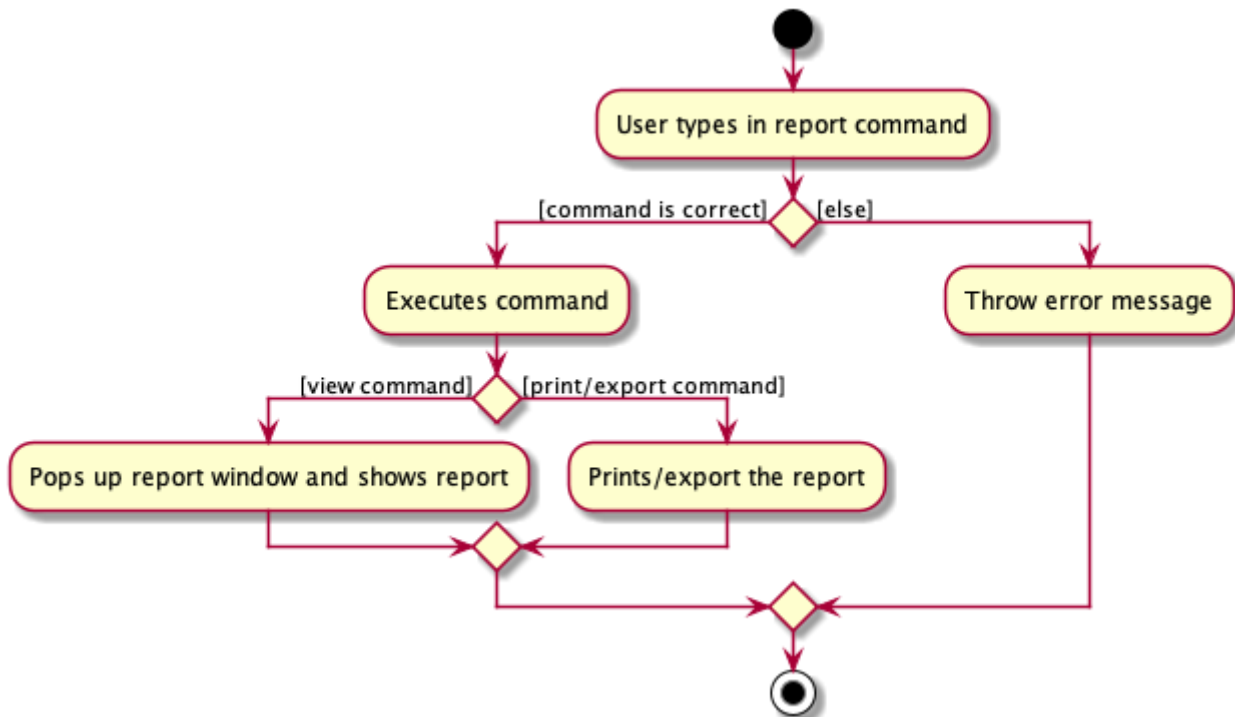 User types in report command
[command is correct]
[else]
Executes command
Throw error message
[view command]
[print/export command]
Pops up report window and shows report
Prints/export the report